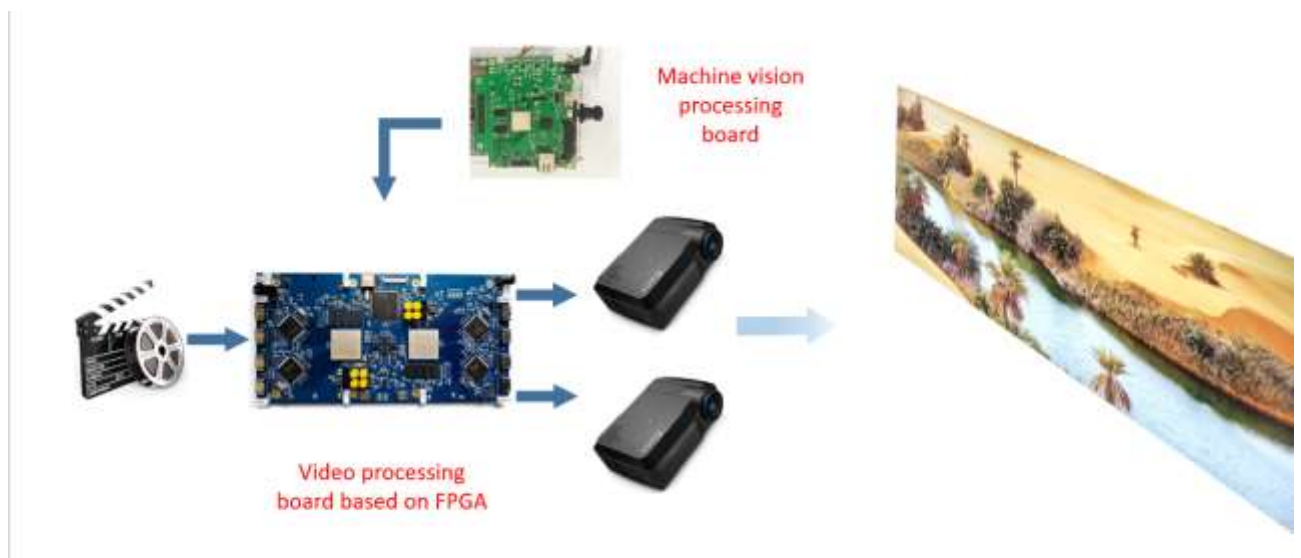 Machine vision
processing
board
Video processing
board based on FPGA